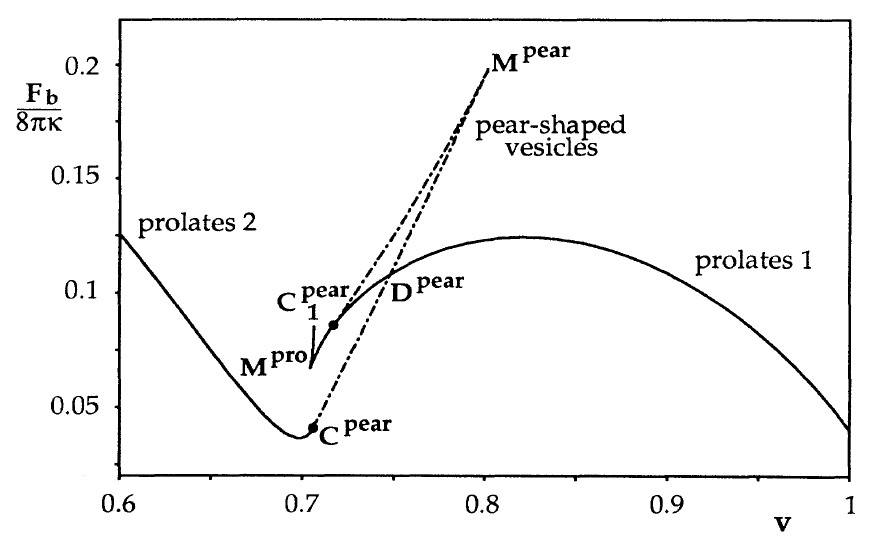 0.2
M pear
F b
8πκ
pear-shaped
vesicles
0.15
prolates 2
prolates 1
0.1
D pear
C pear
1
M pro
0.05
C pear
0.6
0.7
0.8
0.9
1
v